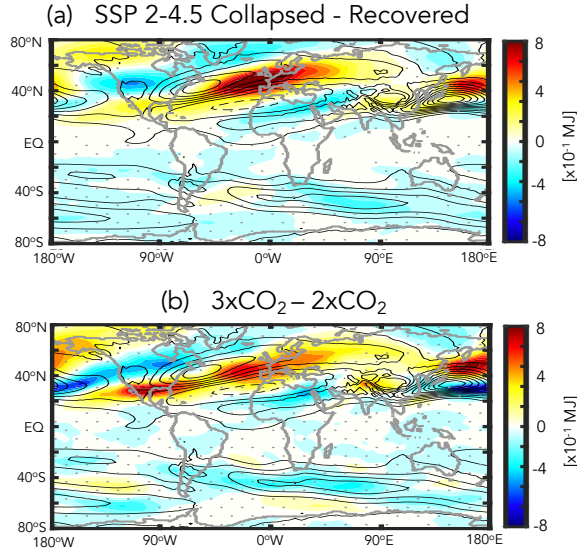 (a) SSP 2-4.5 Collapsed - Recovered
80°N
40°N
EQ
40°S
80°S
180°W 90°W 0°W 90°E 180°E
8
4
0
-4
-8
[x10⁻¹ MJ]
(b) 3xCO₂ – 2xCO₂
80°N
40°N
EQ
40°S
80°S
180°W 90°W 0°W 90°E 180°E
8
4
0
-4
-8
[x10⁻¹ MJ]